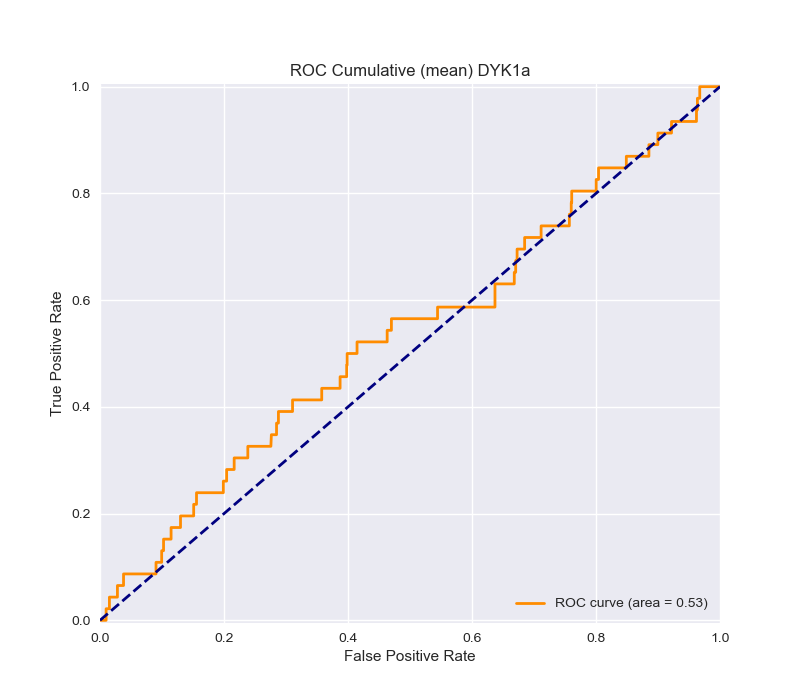 ROC Cumulative (mean) DYK1a
1.0
0.8
0.6
0.4
0.2
0.0
True Positive Rate
ROC curve (area = 0.53)
0.0 0.2 0.4 0.6 0.8 1.0
False Positive Rate